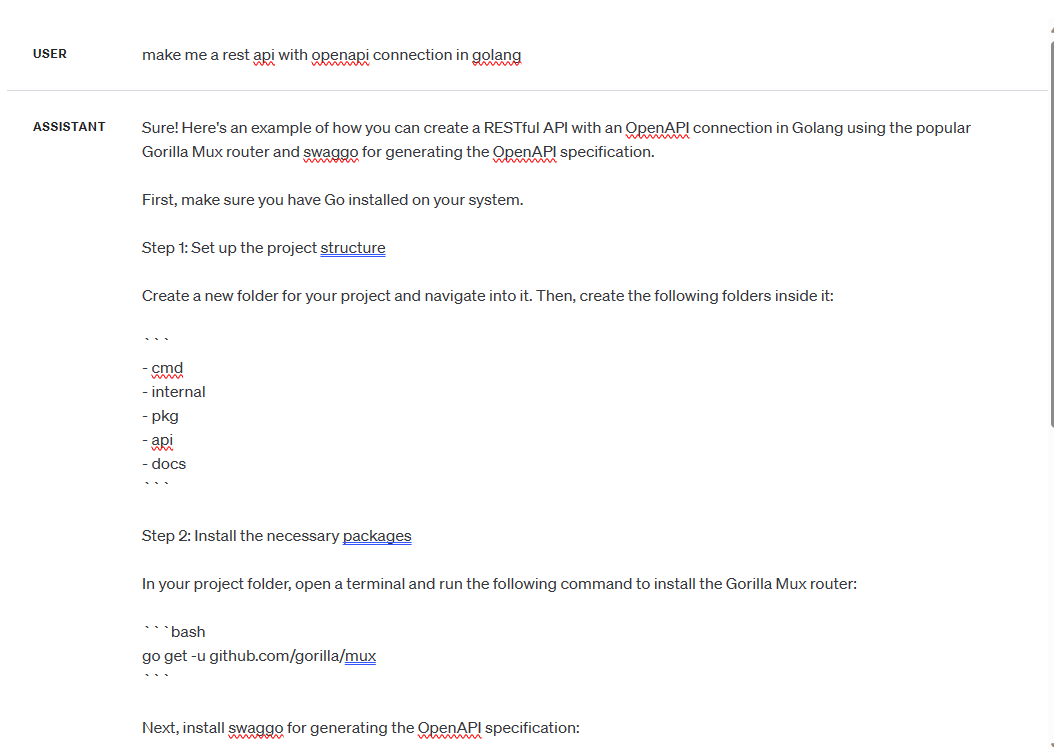 USER
make me a rest api with openapi connection in golang
ASSISTANT
Sure! Here's an example of how you can create a RESTful API with an OpenAPI connection in Golang using the popular
Gorilla Mux router and swaggo for generating the OpenAPI specification.
First, make sure you have Go installed on your system.
Step 1: Set up the project structure
Create a new folder for your project and navigate into it. Then, create the following folders inside it:
```
- cmd
- internal
- pkg
- api
- docs
```
Step 2: Install the necessary packages
In your project folder, open a terminal and run the following command to install the Gorilla Mux router:
```bash
go get -u github.com/gorilla/mux
```
Next, install swaggo for generating the OpenAPI specification: